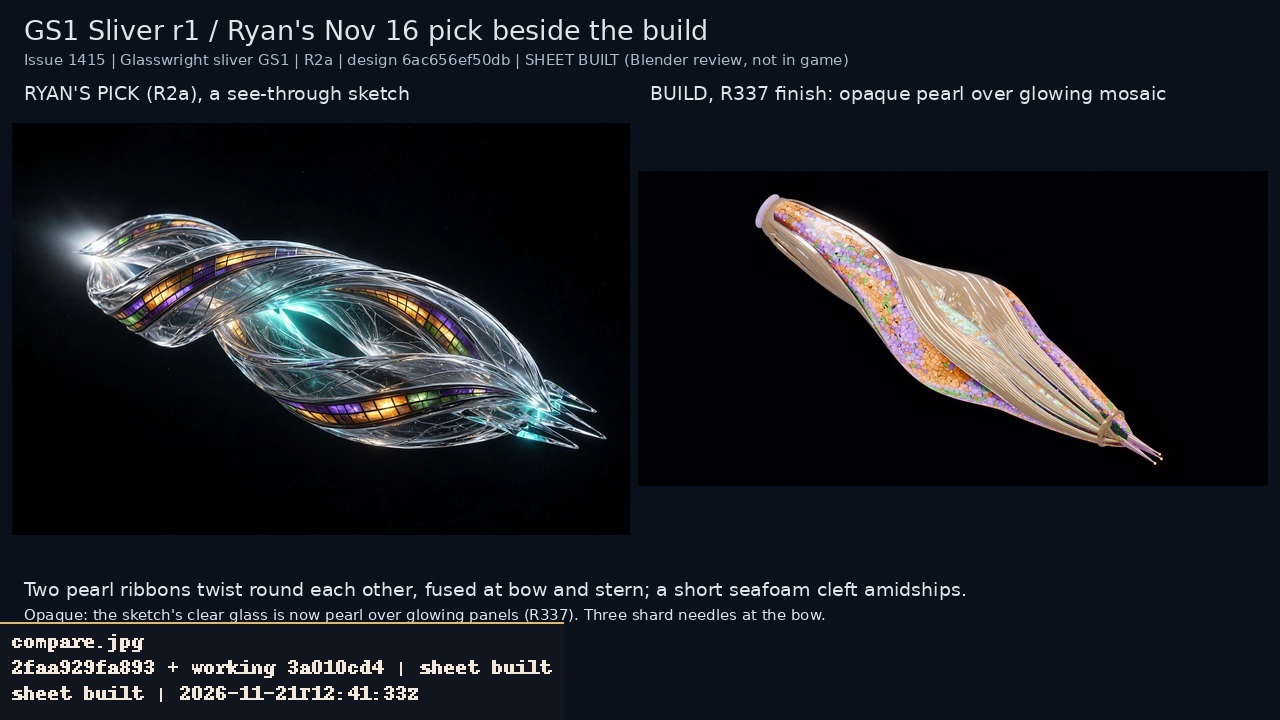 GS1 Sliver r1 / Ryan's Nov 16 pick beside the build
Issue 1415 | Glasswright sliver GS1 | R2a | design 6ac656ef50db | SHEET BUILT (Blender review, not in game)
RYAN'S PICK (R2a), a see-through sketch
BUILD, R337 finish: opaque pearl over glowing mosaic
Two pearl ribbons twist round each other, fused at bow and stern; a short seafoam cleft amidships.
Opaque: the sketch's clear glass is now pearl over glowing panels (R337). Three shard needles at the bow.
compare.jpg
2faa929fa893 + working 3a010cd4 | sheet built
sheet built | 2026-11-21T12:41:33Z